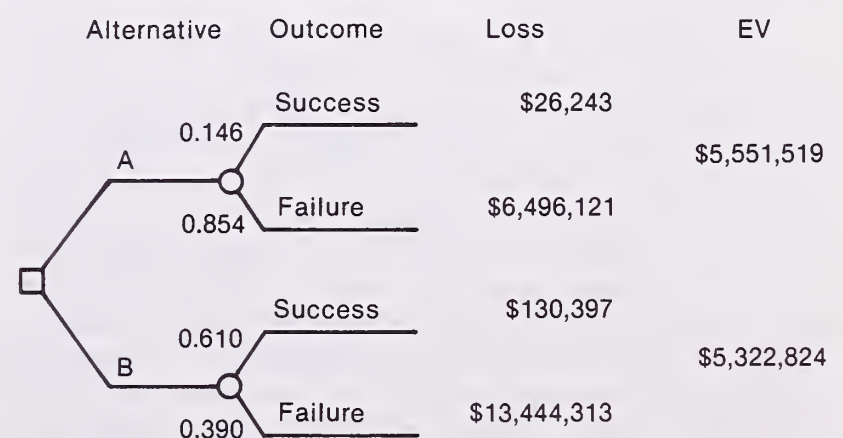 Alternative Outcome Loss EV
Success $26,243
0.146
A $5,551,519
Failure $6,496,121
0.854
Success $130,397
0.610
B $5,322,824
Failure $13,444,313
0.390